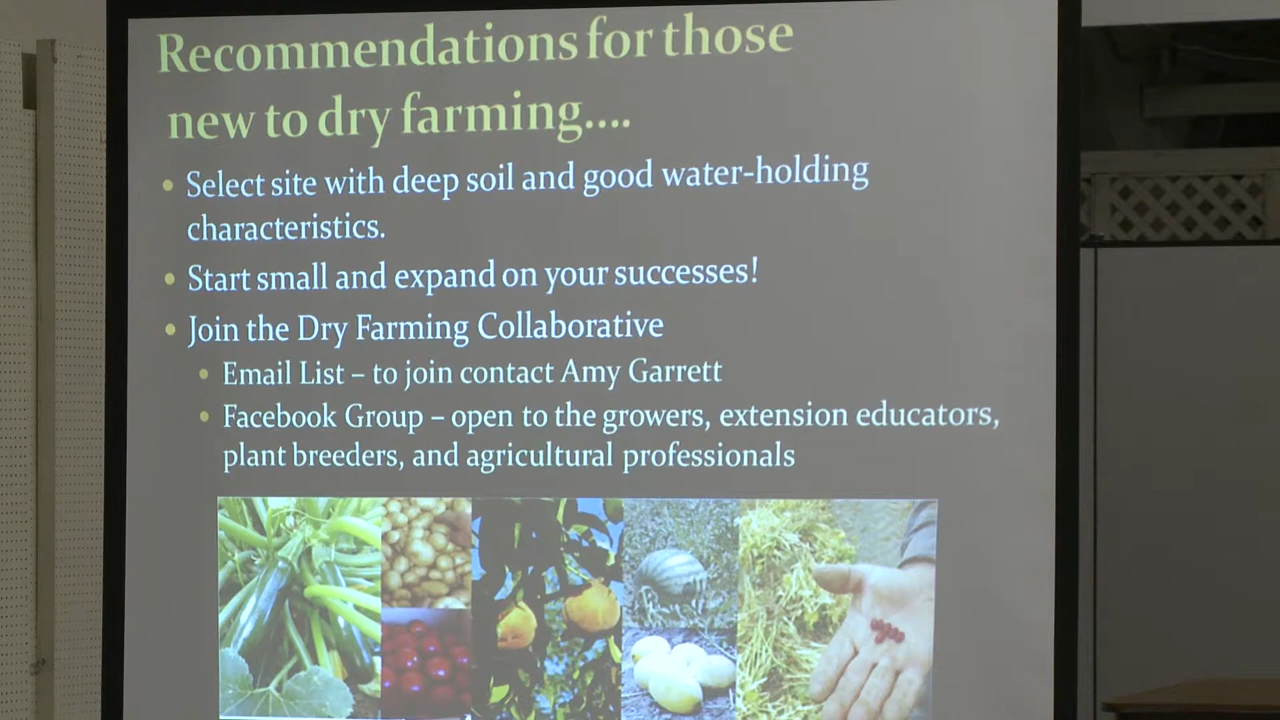 Recommendations for those
new to dry farming....
• Select site with deep soil and good water-holding
characteristics.
• Start small and expand on your successes!
• Join the Dry Farming Collaborative
• Email List – to join contact Amy Garrett
• Facebook Group – open to the growers, extension educators,
plant breeders, and agricultural professionals